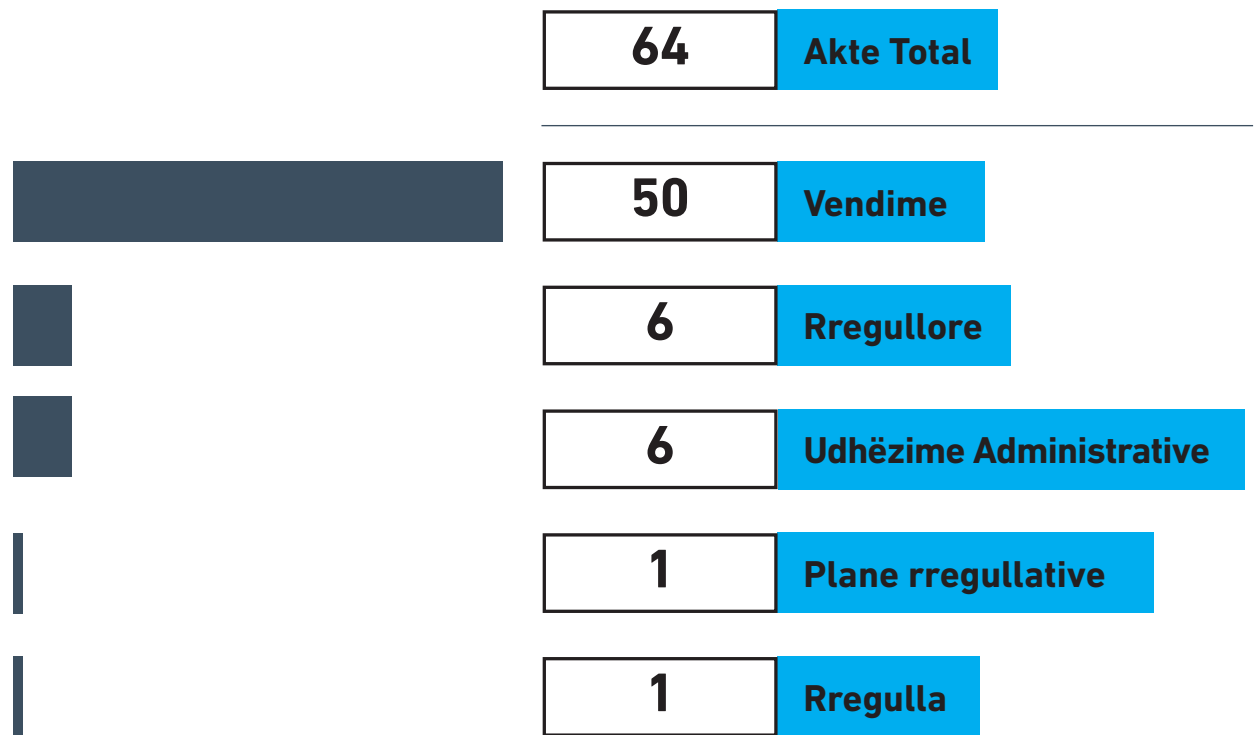 64 Akte Total
50 Vendime
6 Rregullore
6 Udhëzime Administrative
1 Plane rregullative
1 Rregulla